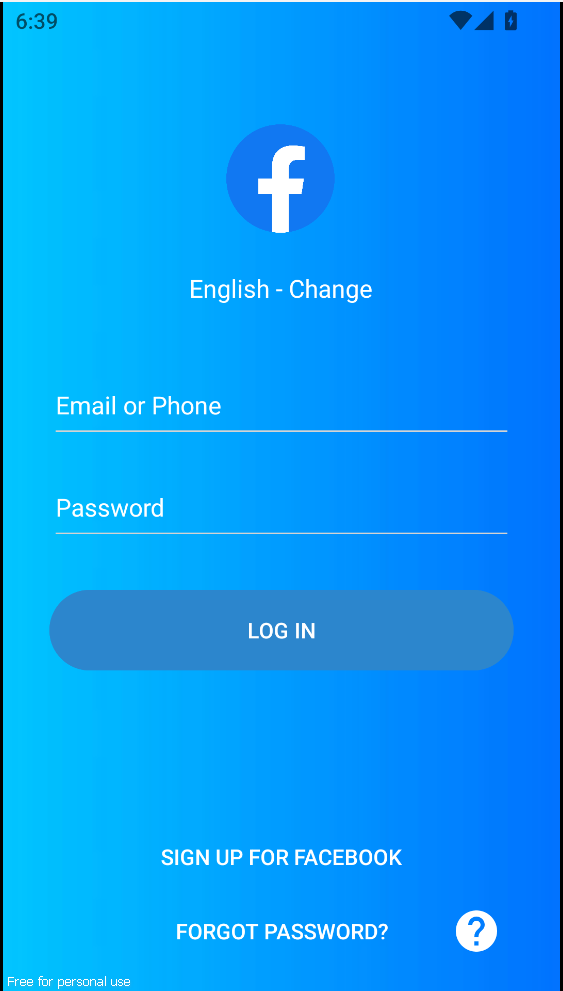 6:39
English - Change
Email or Phone
Password
LOG IN
SIGN UP FOR FACEBOOK
FORGOT PASSWORD?
?
Free for personal use